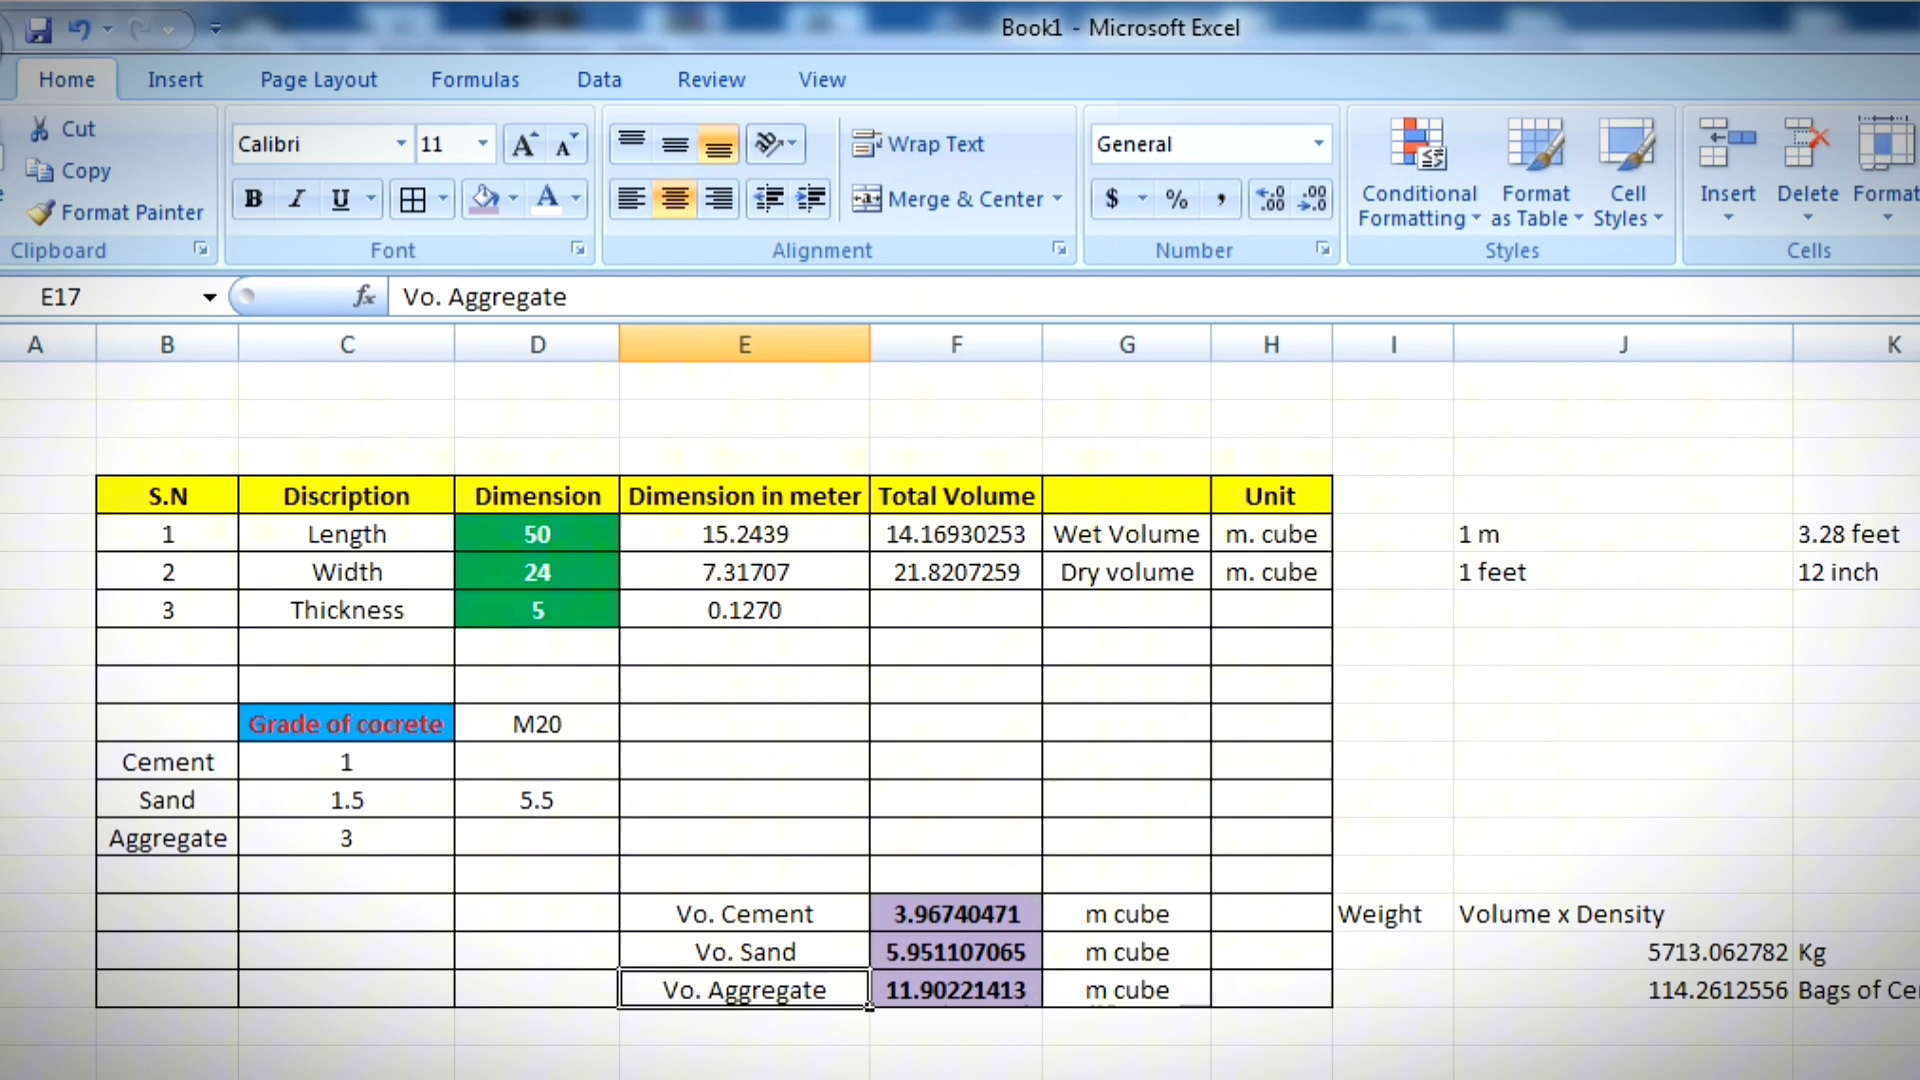 Book1 - Microsoft Excel
Home Insert Page Layout Formulas Data Review View
Cut
Copy
Format Painter
Clipboard
Calibri 11
B I U
Font
Wrap Text
Merge & Center
Alignment
General
$ % ,
Number
Conditional Formatting
Format as Table
Cell Styles
Styles
Insert Delete Format
Cells
E17 fx Vo. Aggregate
A B C D E F G H I J K
S.N Discription Dimension Dimension in meter Total Volume Unit
1 Length 50 15.2439 14.16930253 Wet Volume m. cube 1 m 3.28 feet
2 Width 24 7.31707 21.8207259 Dry volume m. cube 1 feet 12 inch
3 Thickness 5 0.1270
Grade of cocrete M20
Cement 1
Sand 1.5 5.5
Aggregate 3
Vo. Cement 3.96740471 m cube Weight Volume x Density
Vo. Sand 5.951107065 m cube 5713.062782 Kg
Vo. Aggregate 11.90221413 m cube 114.2612556 Bags of Ce